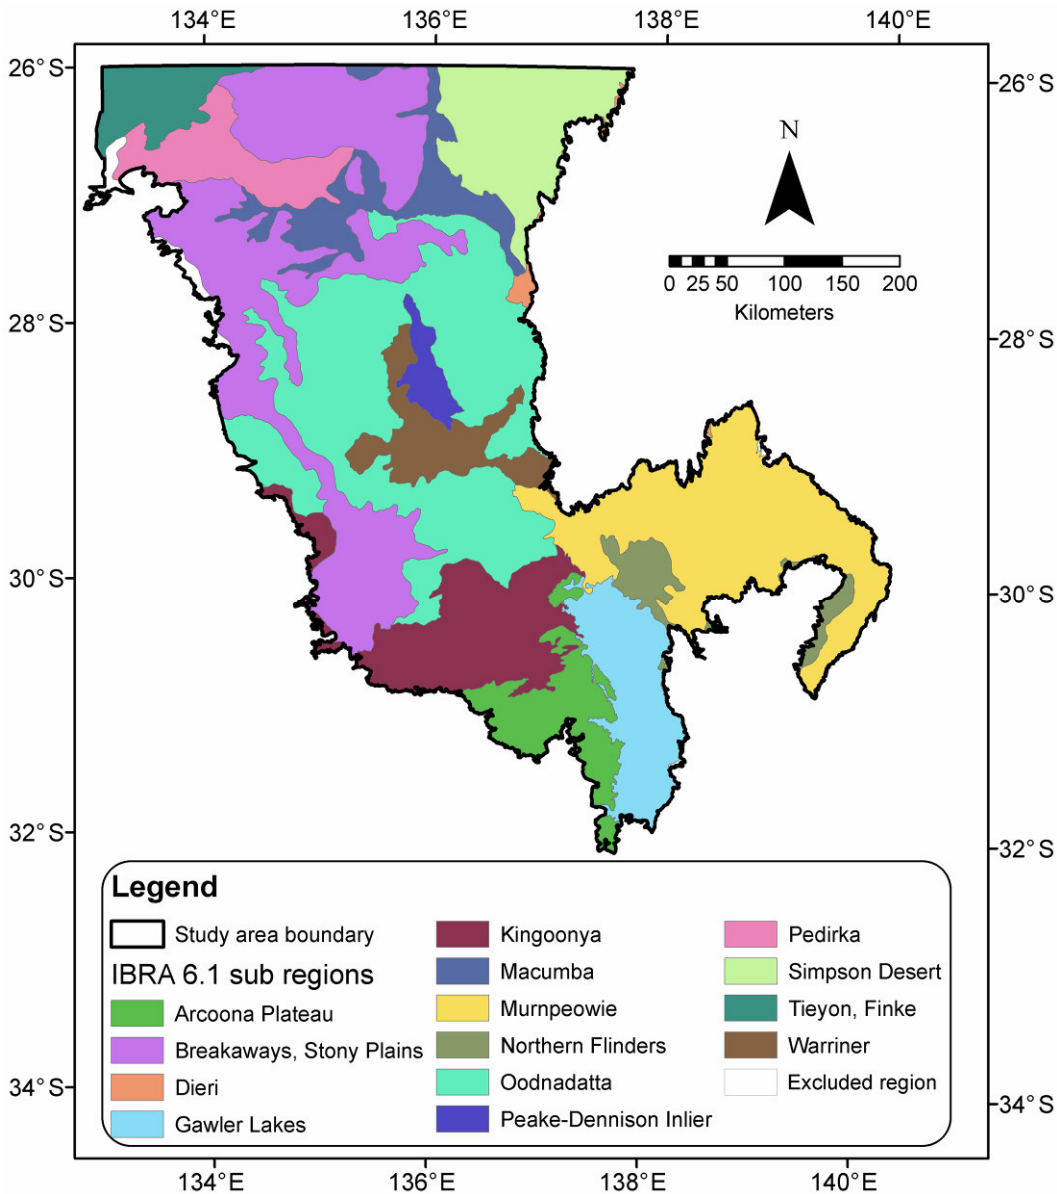 134°E 136°E 138°E 140°E
26°S 26°S
N
0 25 50 100 150 200
Kilometers
28°S 28°S
30°S 30°S
32°S 32°S
Legend
Study area boundary
IBRA 6.1 sub regions
Arcoona Plateau
Breakaways, Stony Plains
Dieri
Gawler Lakes
Kingoonya
Macumba
Murnpeowie
Northern Flinders
Oodnadatta
Peake-Dennison Inlier
Pedirka
Simpson Desert
Tieyon, Finke
Warriner
Excluded region
34°S 34°S
134°E 136°E 138°E 140°E